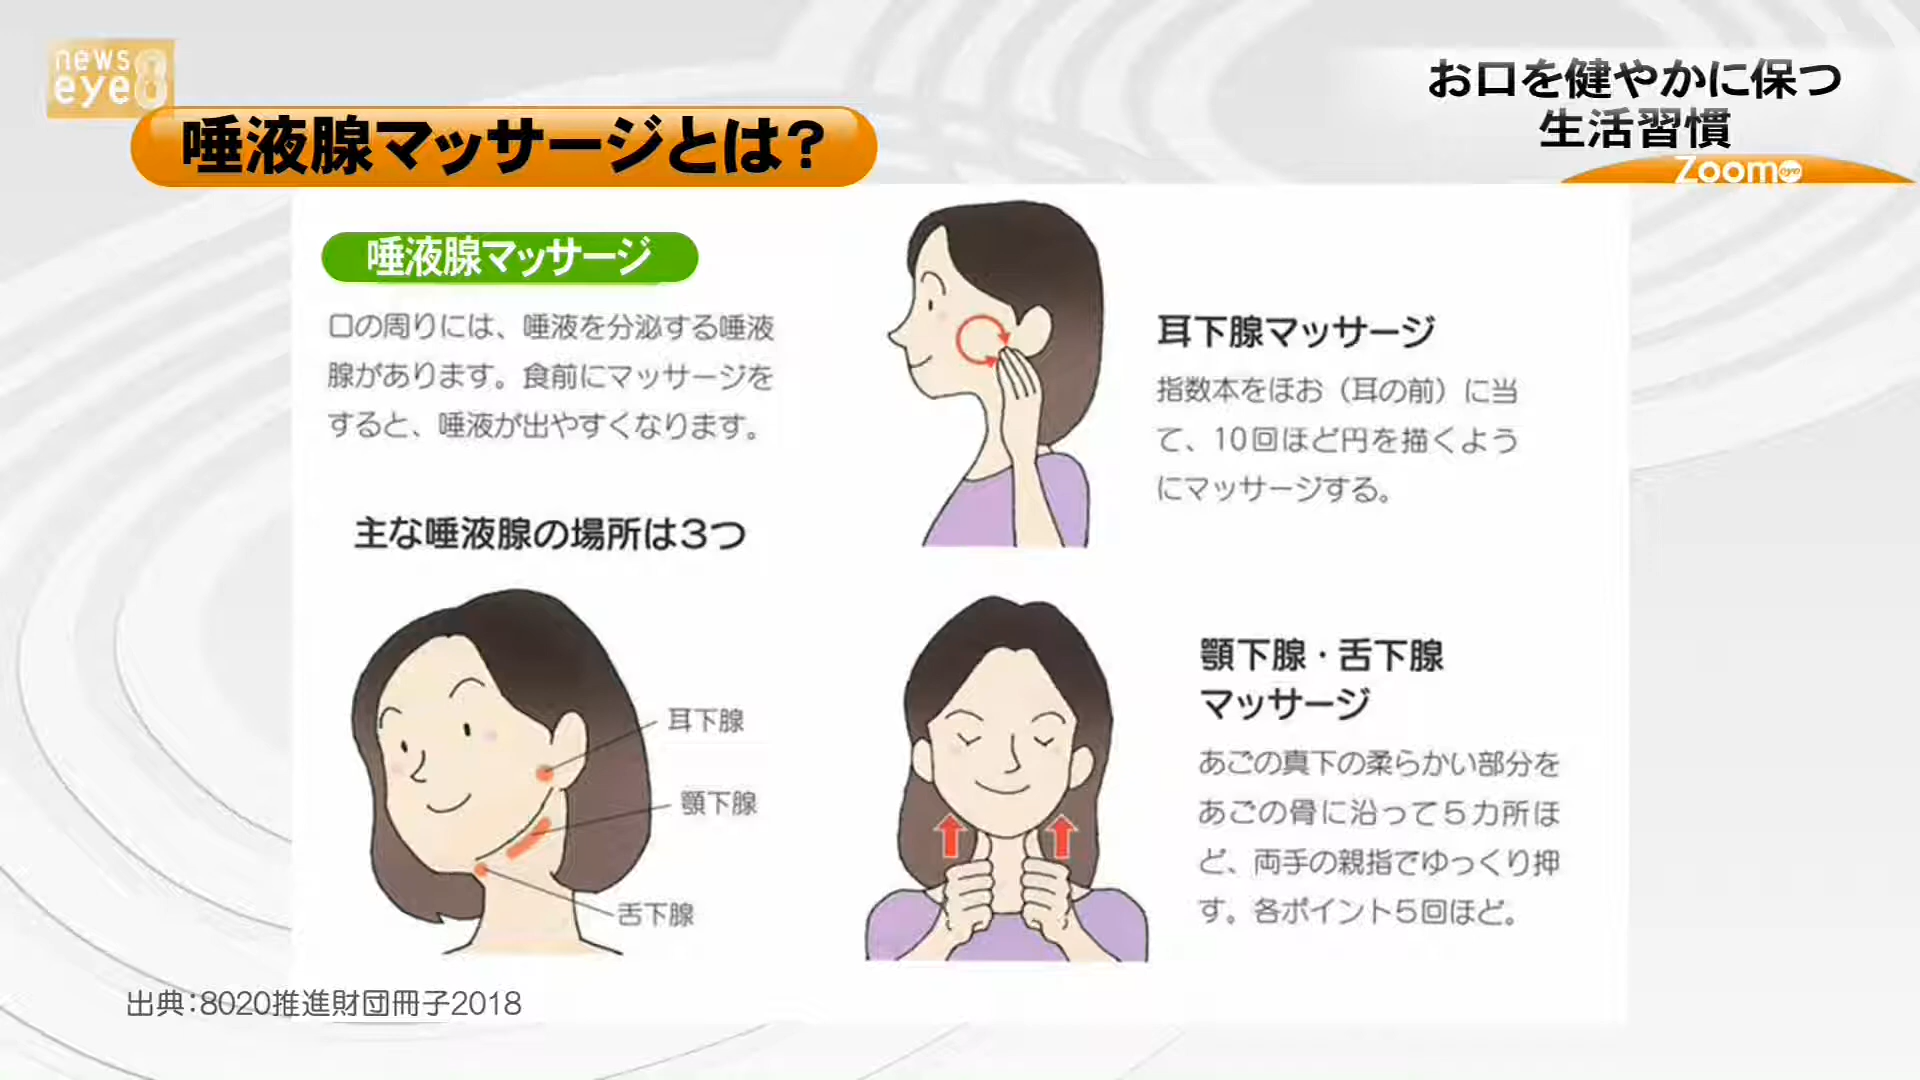 news
eye8
お口を健やかに保つ
生活習慣
Zoom eye
唾液腺マッサージとは?
唾液腺マッサージ
口の周りには、唾液を分泌する唾液
腺があります。食前にマッサージを
すると、唾液が出やすくなります。
主な唾液腺の場所は3つ
耳下腺
顎下腺
舌下腺
耳下腺マッサージ
指数本をほお（耳の前）に当
て、10回ほど円を描くよう
にマッサージする。
顎下腺・舌下腺
マッサージ
あごの真下の柔らかい部分を
あごの骨に沿って5カ所ほ
ど、両手の親指でゆっくり押
す。各ポイント5回ほど。
出典:8020推進財団冊子2018